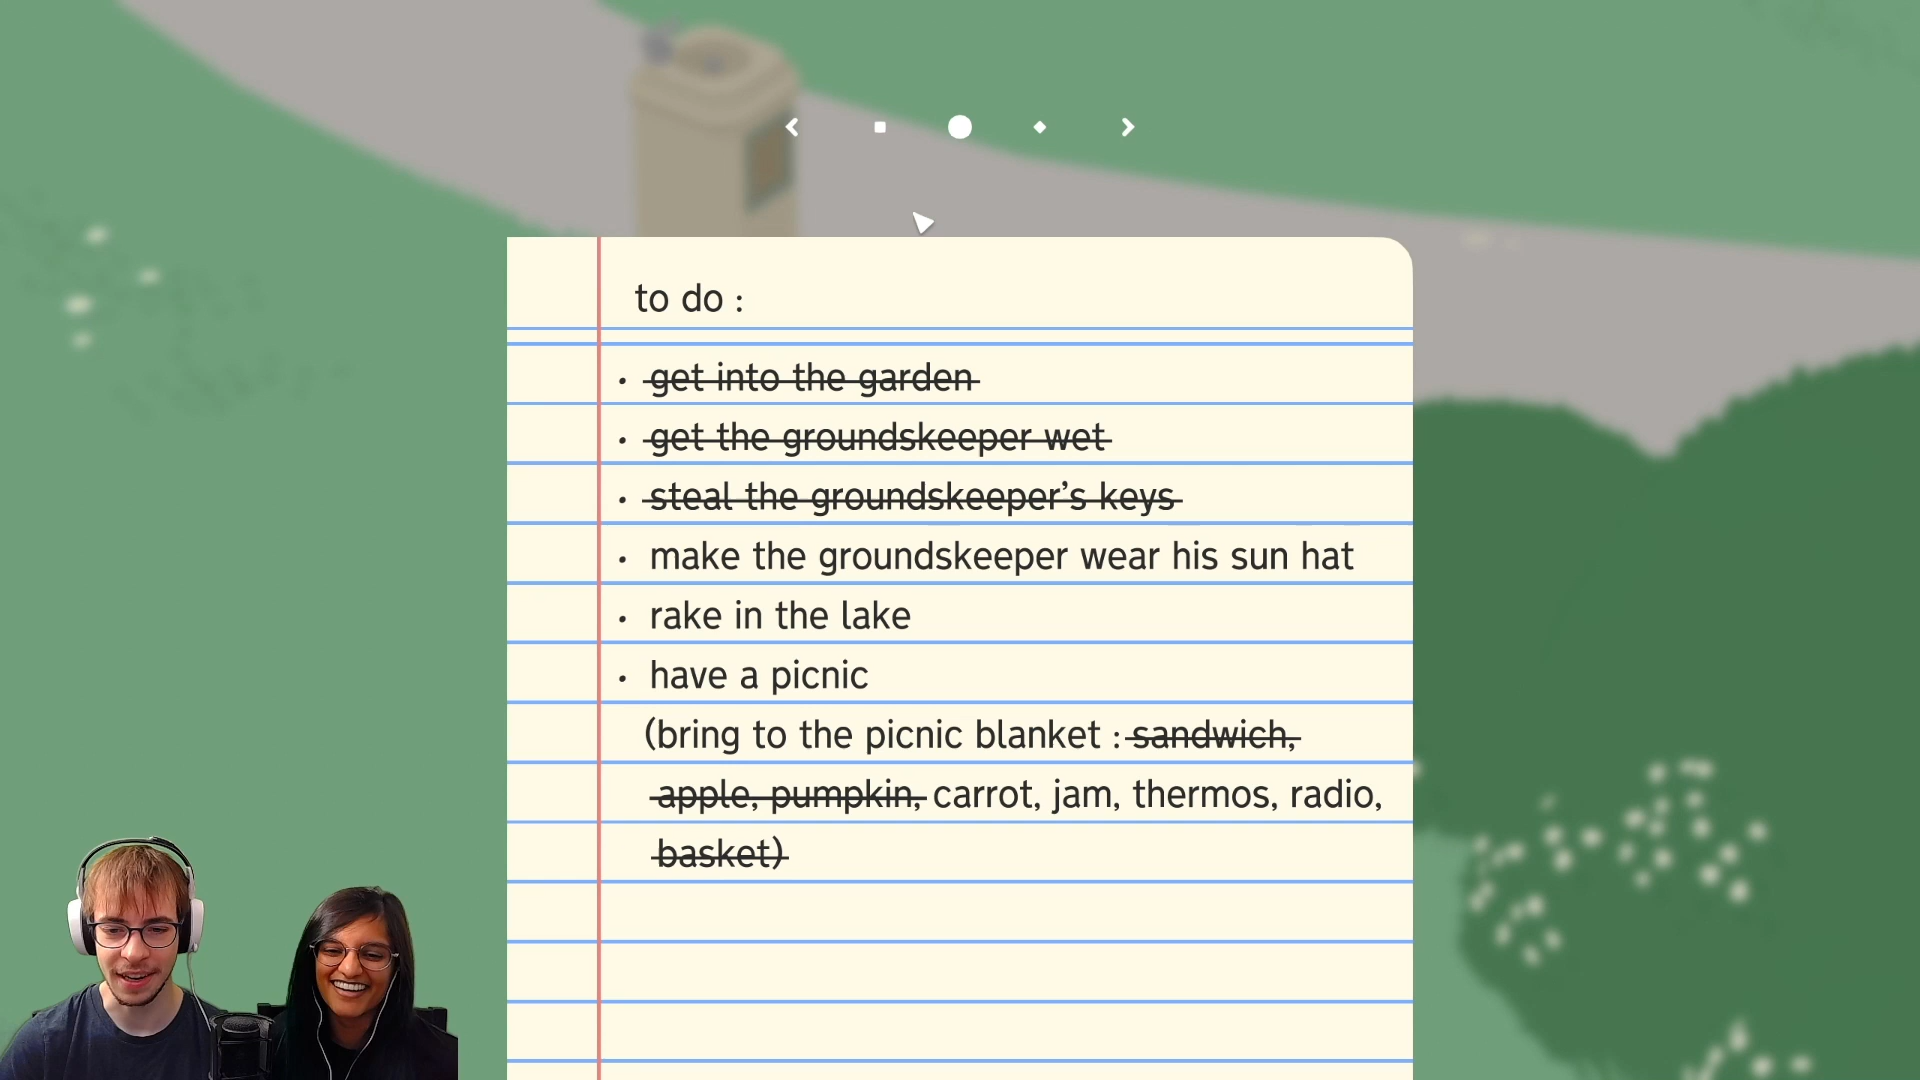 to do :
• get into the garden
• get the groundskeeper wet
• steal the groundskeeper’s keys
• make the groundskeeper wear his sun hat
• rake in the lake
• have a picnic
(bring to the picnic blanket : sandwich,
apple, pumpkin, carrot, jam, thermos, radio,
basket)